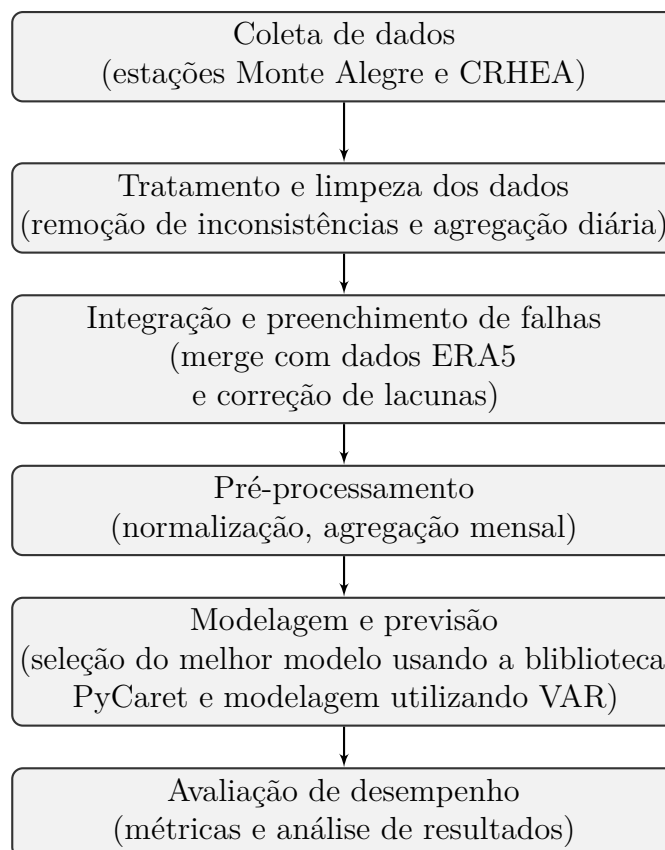 Coleta de dados
(estações Monte Alegre e CRHEA)
Tratamento e limpeza dos dados
(remoção de inconsistências e agregação diária)
Integração e preenchimento de falhas
(merge com dados ERA5
e correção de lacunas)
Pré-processamento
(normalização, agregação mensal)
Modelagem e previsão
(seleção do melhor modelo usando a bliblioteca
PyCaret e modelagem utilizando VAR)
Avaliação de desempenho
(métricas e análise de resultados)